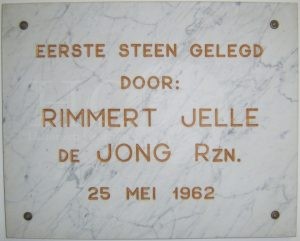 EERSTE STEEN GELEGD
DOOR:
RIMMERT JELLE
DE JONG RZN.
25 MEI 1962